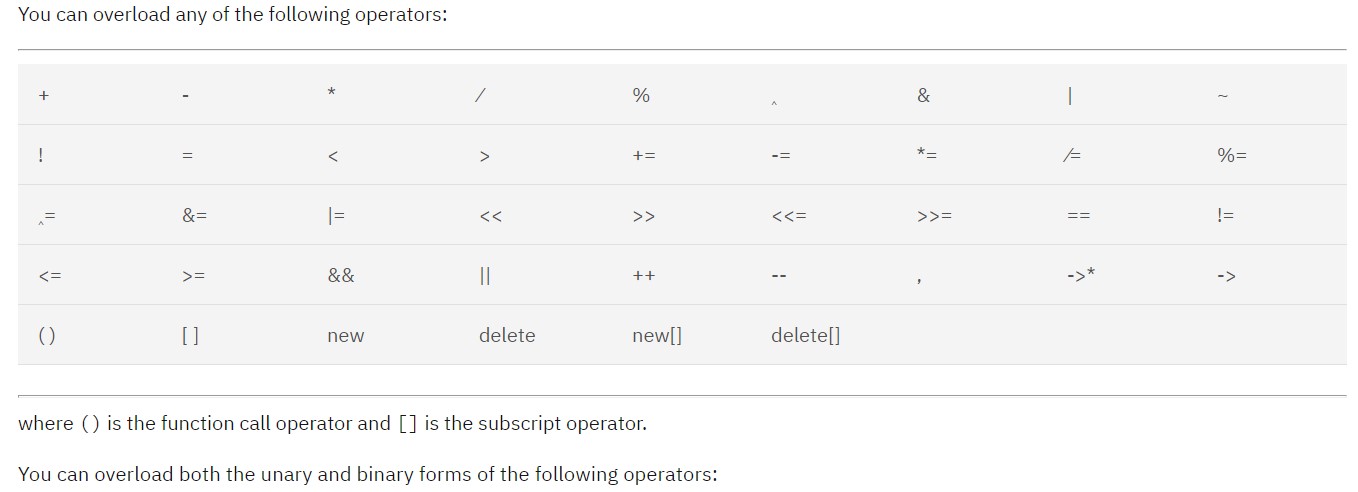 You can overload any of the following operators:
+ - * / % ^ & | ~
! = < > += -= *= /= %=
^= &= |= << >> <<= >>= == !=
<= >= && || ++ -- , ->* ->
() [] new delete new[] delete[]
where () is the function call operator and [] is the subscript operator.
You can overload both the unary and binary forms of the following operators: